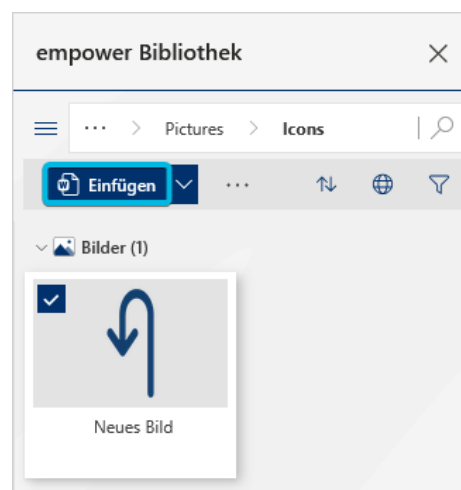 empower Bibliothek
··· > Pictures > Icons
Einfügen ···
Bilder (1)
Neues Bild